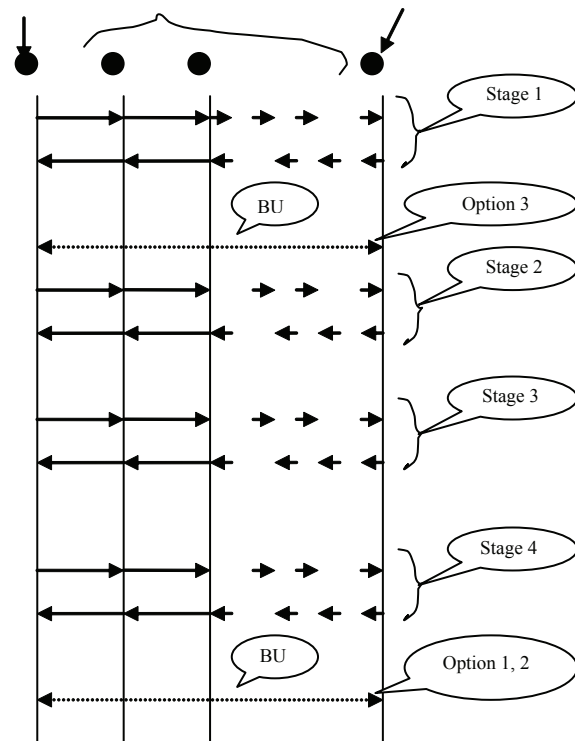 Stage 1
BU
Option 3
Stage 2
Stage 3
Stage 4
BU
Option 1, 2